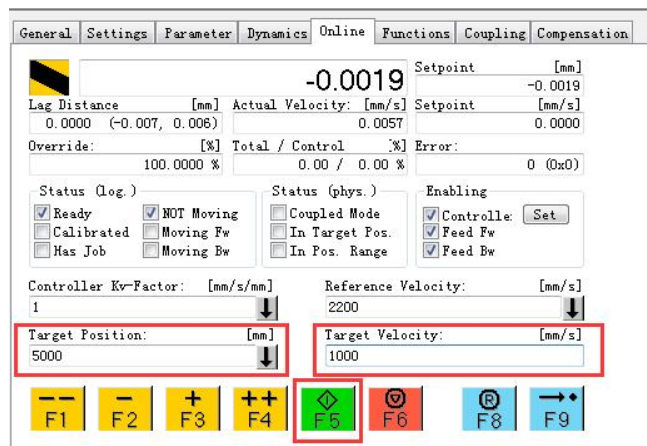 General Settings Parameter Dynamics Online Functions Coupling Compensation
-0.0019
Setpoint [mm]
-0.0019
Lag Distance [mm] Actual Velocity: [mm/s] Setpoint [mm/s]
0.0000 (-0.007, 0.006) 0.0057 0.0000
Override: [%] Total / Control [%] Error:
100.0000 % 0.00 / 0.00 % 0 (0x0)
Status (log.) Status (phys.) Enabling
Ready NOT Moving Coupled Mode Controlle: Set
Calibrated Moving Fw In Target Pos. Feed Fw
Has Job Moving Bw In Pos. Range Feed Bw
Controller Kv-Factor: [mm/s/mm] Reference Velocity: [mm/s]
1 2200
Target Position: [mm] Target Velocity: [mm/s]
5000 1000
-- - + ++ R
F1 F2 F3 F4 F5 F6 F8 F9